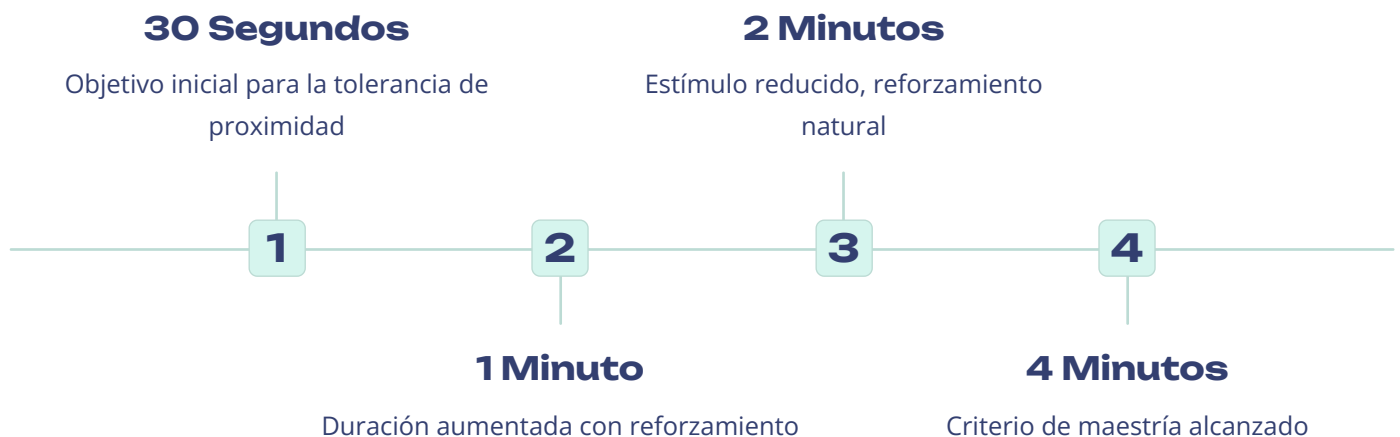 30 Segundos
Objetivo inicial para la tolerancia de
proximidad
2 Minutos
Estímulo reducido, reforzamiento
natural
1
2
3
4
1 Minuto
Duración aumentada con reforzamiento
4 Minutos
Criterio de maestría alcanzado